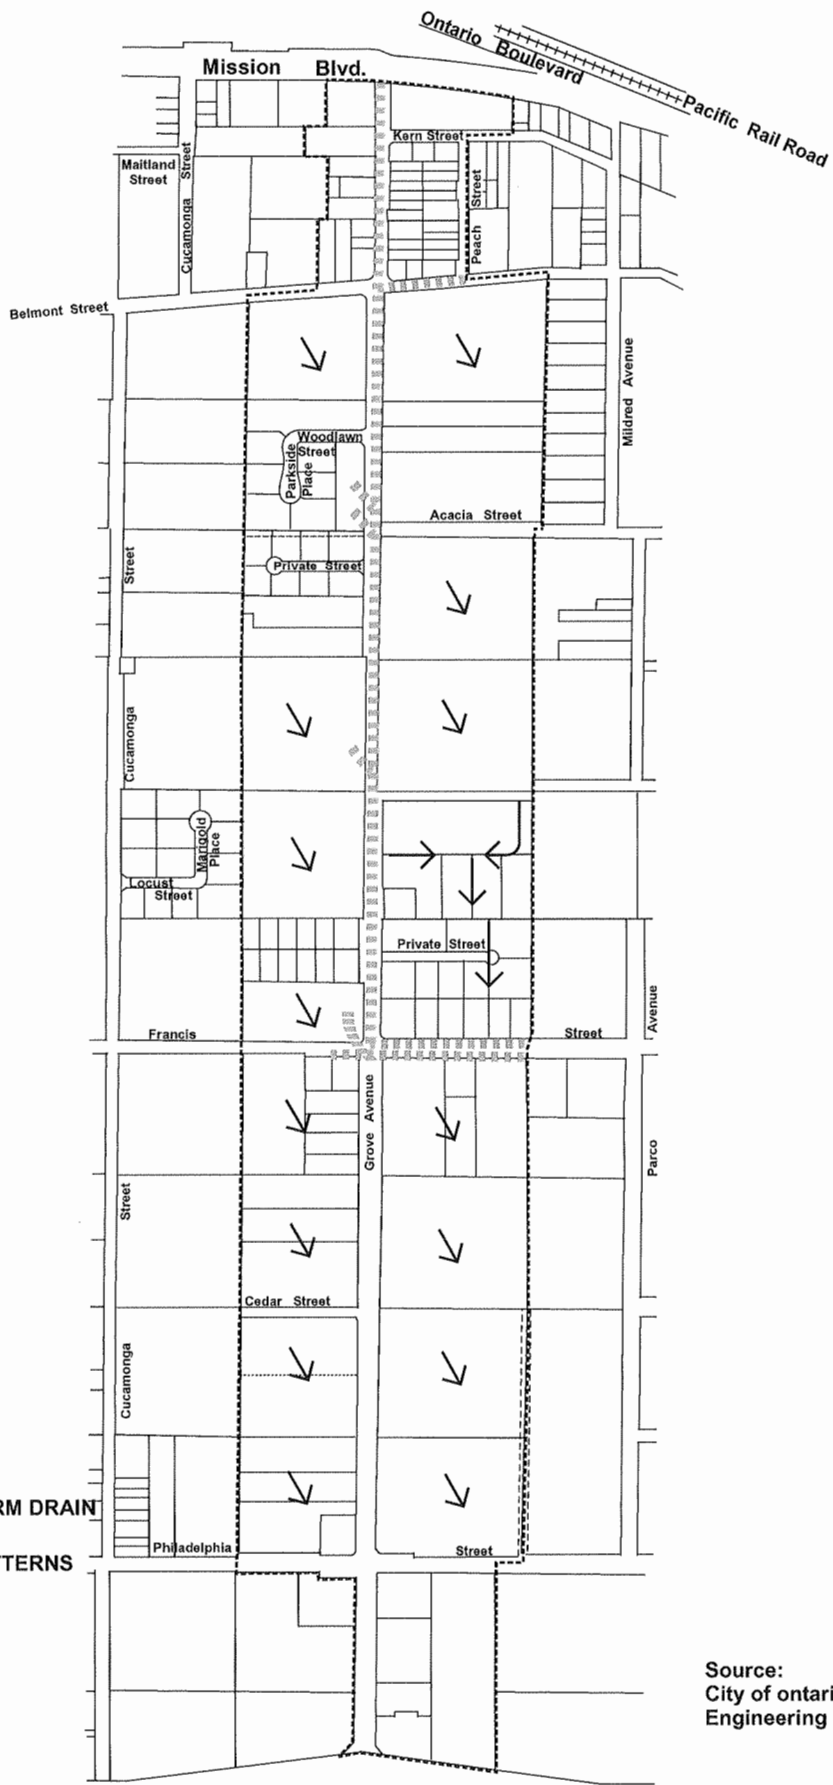 Ontario Boulevard
Pacific Rail Road
Mission Blvd.
Kern Street
Maitland
Street
Cucamonga Street
Peach Street
Belmont Street
Mildred Avenue
Woodlawn
Street
Parkside
Place
Acacia Street
Private Street
Street
Cucamonga
Marigold
Place
Locust
Street
Private Street
Francis
Street
Avenue
Grove Avenue
Parco
Street
Cedar Street
Cucamonga
RM DRAIN
Philadelphia
Street
TTERNS
Source:
City of ontari
Engineering